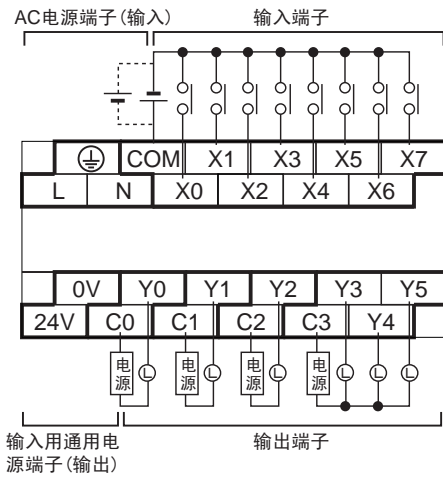 AC电源端子(输入) 输入端子
COM X1 X3 X5 X7
L N X0 X2 X4 X6
0V Y0 Y1 Y2 Y3 Y5
24V C0 C1 C2 C3 Y4
电源 L 电源 L 电源 L 电源 L L L
输入用通用电 输出端子
源端子(输出)